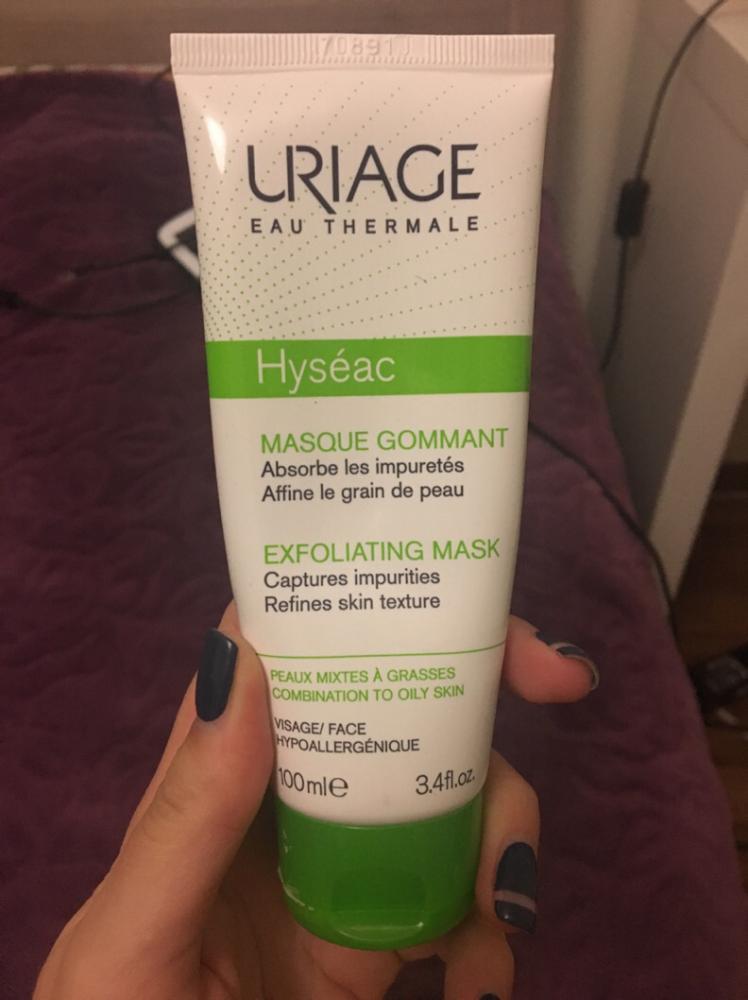 URIAGE
EAU THERMALE
Hyséac
MASQUE GOMMANT
Absorbe les impuretés
Affine le grain de peau
EXFOLIATING MASK
Captures impurities
Refines skin texture
PEAUX MIXTES À GRASSES
COMBINATION TO OILY SKIN
VISAGE/ FACE
HYPOALLERGÉNIQUE
100ml℮ 3.4fl.oz.